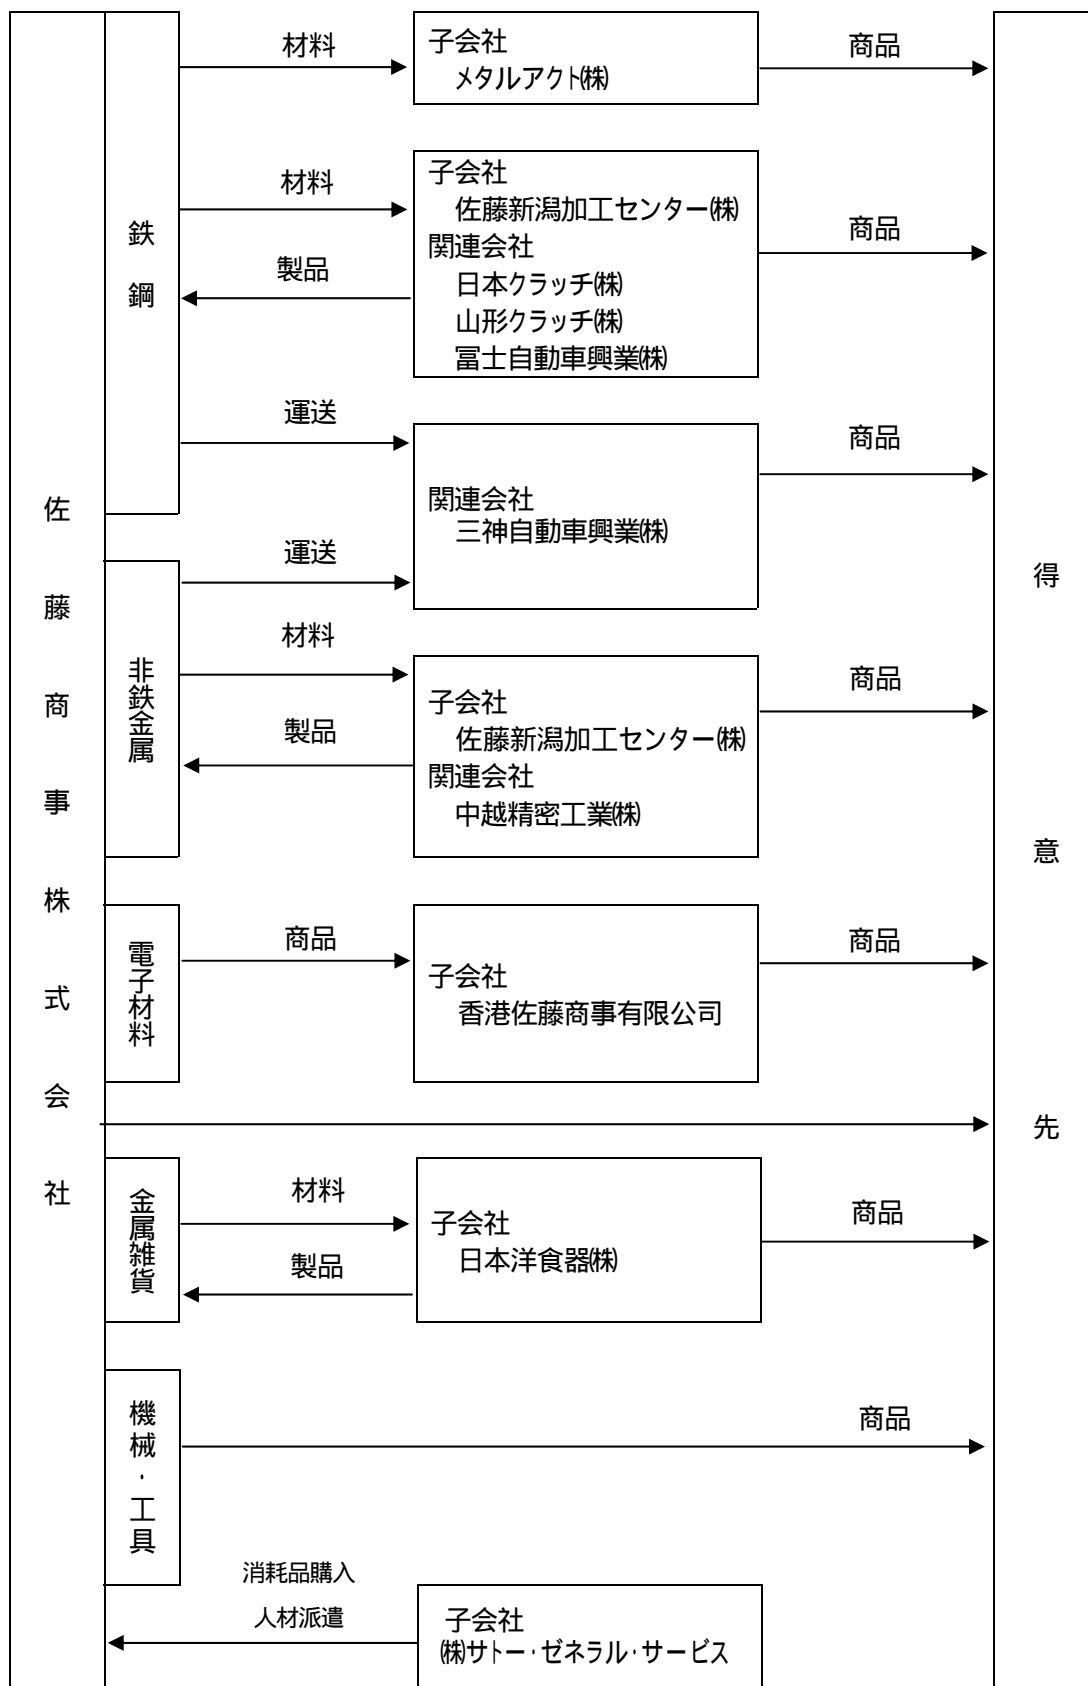 佐藤商事株式会社
鉄鋼
材料
子会社
メタルアクト㈱
商品
材料
製品
子会社
佐藤新潟加工センター㈱
関連会社
日本クラッチ㈱
山形クラッチ㈱
冨士自動車興業㈱
商品
運送
運送
関連会社
三神自動車興業㈱
商品
非鉄金属
材料
製品
子会社
佐藤新潟加工センター㈱
関連会社
中越精密工業㈱
商品
電子材料
商品
子会社
香港佐藤商事有限公司
商品
金属雑貨
材料
製品
子会社
日本洋食器㈱
商品
機械・工具
商品
消耗品購入
人材派遣
子会社
㈱サトー・ゼネラル・サービス
得意先